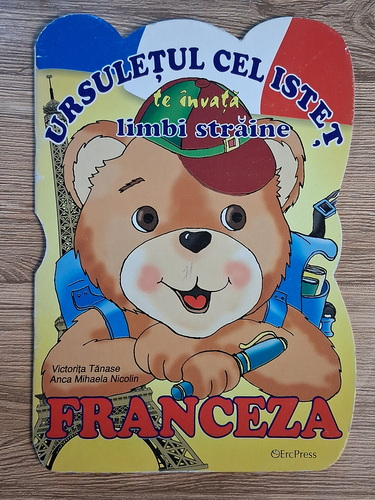 URSULEȚUL CEL ISTEȚ
te învață
limbi străine
Victorița Tănase
Anca Mihaela Nicolin
FRANCEZA
ErcPress